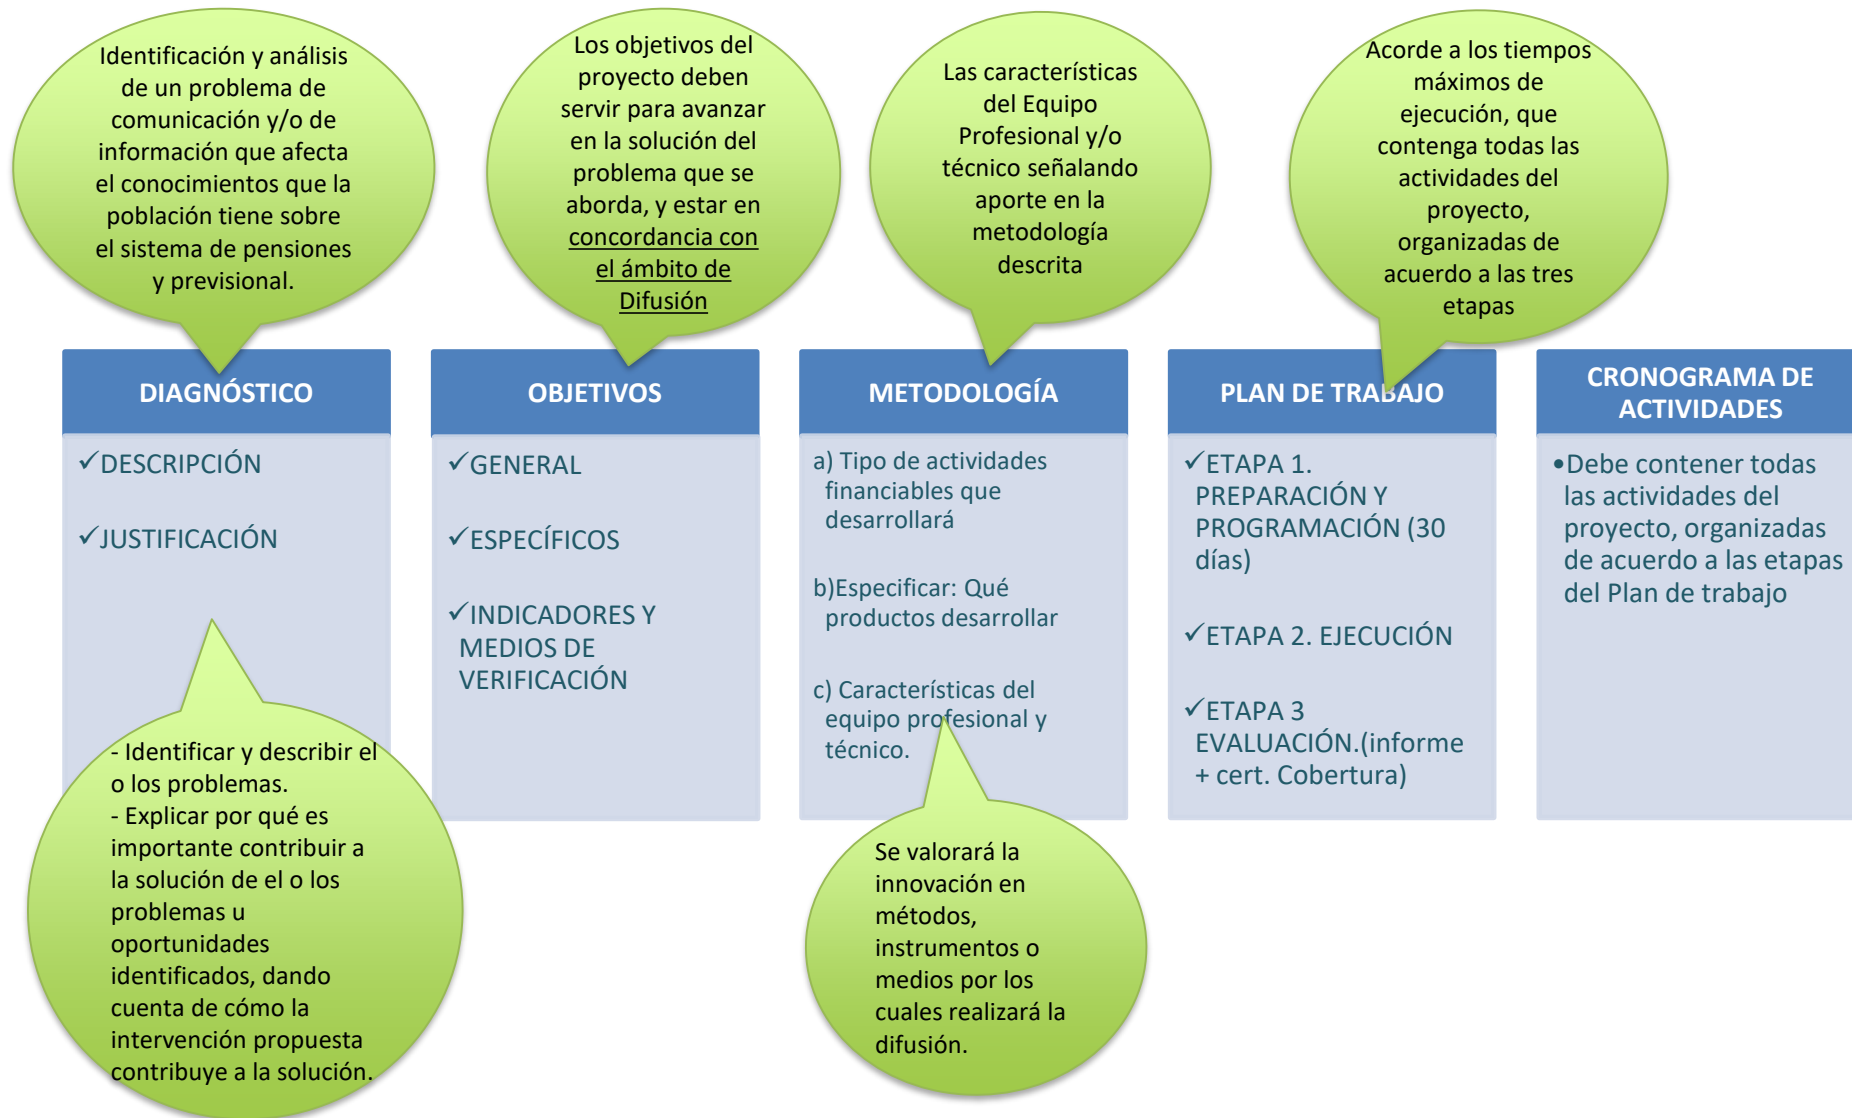 Identificación y análisis
de un problema de
comunicación y/o de
información que afecta
el conocimientos que la
población tiene sobre
el sistema de pensiones
y previsional.
Los objetivos del
proyecto deben
servir para avanzar
en la solución del
problema que se
aborda, y estar en
concordancia con
el ámbito de
Difusión
Las característicás
del Equipo
Profesional y/o
técnico señalando
aporte en la
metodología
descrita
Acorde a los tiempos
máximos de
ejecución, que
contenga todas las
actividades del
proyecto,
organizadas de
acuerdo a las tres
etapas
DIAGNÓSTICO
✓DESCRIPCIÓN
✓JUSTIFICACIÓN
- Identificar y describir el
o los problemas.
- Explicar por qué es
importante contribuir a
la solución de el o los
problemas u
oportunidades
identificados, dando
cuenta de cómo la
intervención propuesta
contribuye a la solución.
OBJETIVOS
✓GENERAL
✓ESPECÍFICOS
✓INDICADORES Y
MEDIOS DE
VERIFICACIÓN
METODOLOGÍA
a) Tipo de actividades
financiables que
desarrollará
b)Especificar: Qué
productos desarrollar
c) Características del
equipo profesional y
técnico.
Se valorará la
innovación en
métodos,
instrumentos o
medios por los
cuales realizará la
difusión.
PLAN DE TRABAJO
✓ETAPA 1.
PREPARACIÓN Y
PROGRAMACIÓN (30
días)
✓ETAPA 2. EJECUCIÓN
✓ETAPA 3
EVALUACIÓN.(informe
+ cert. Cobertura)
CRONOGRAMA DE
ACTIVIDADES
•Debe contener todas
las actividades del
proyecto, organizadas
de acuerdo a las etapas
del Plan de trabajo